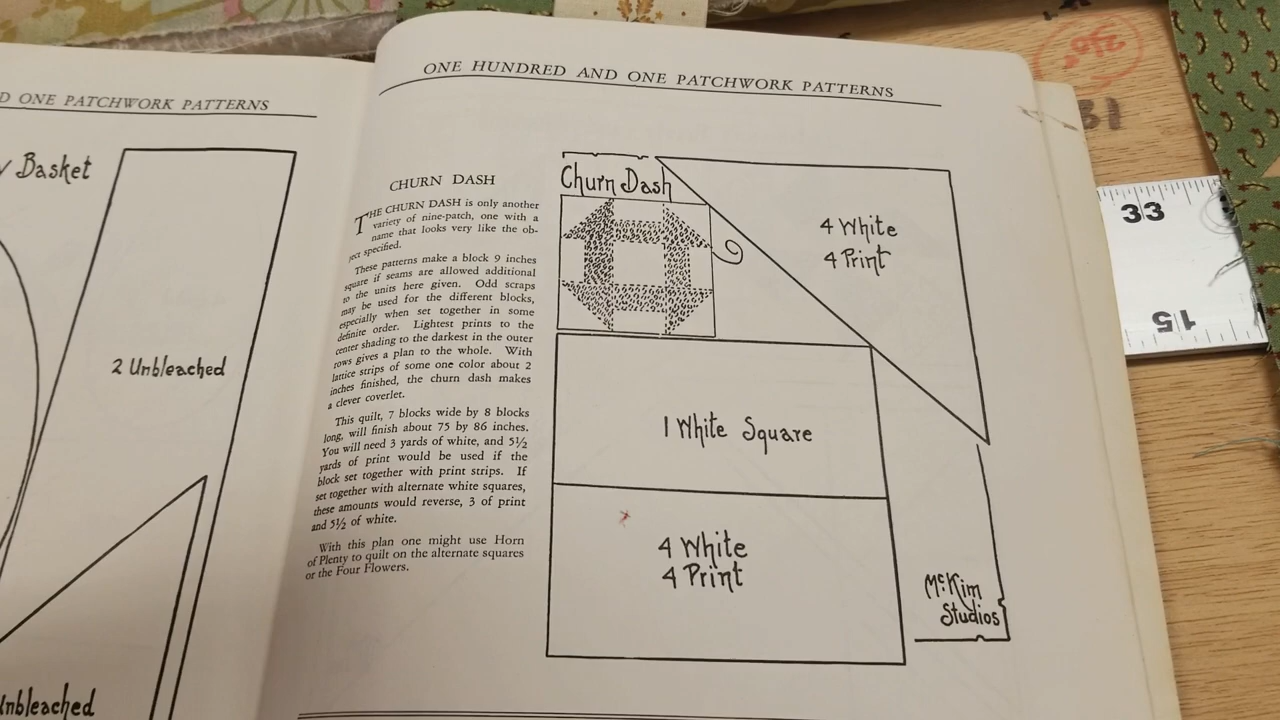 D ONE PATCHWORK PATTERNS
Basket
2 Unbleached
Unbleached
ONE HUNDRED AND ONE PATCHWORK PATTERNS
CHURN DASH
THE CHURN DASH is only another
variety of nine-patch, one with a
name that looks very like the ob-
ject specified.
These patterns make a block 9 inches
square if seams are allowed additional
to the units here given. Odd scraps
may be used for the different blocks,
especially when set together in some
definite order. Lightest prints to the
center shading to the darkest in the outer
rows gives a plan to the whole. With
lattice strips of some one color about 2
inches finished, the churn dash makes
a clever coverlet.
This quilt, 7 blocks wide by 8 blocks
long, will finish about 75 by 86 inches.
You will need 3 yards of white, and 5½
yards of print would be used if the
block set together with print strips. If
set together with alternate white squares,
these amounts would reverse, 3 of print
and 5½ of white.
With this plan one might use Horn
of Plenty to quilt on the alternate squares
or the Four Flowers.
Churn Dash
4 White
4 Print
1 White Square
4 White
4 Print
McKim
Studios
33
15